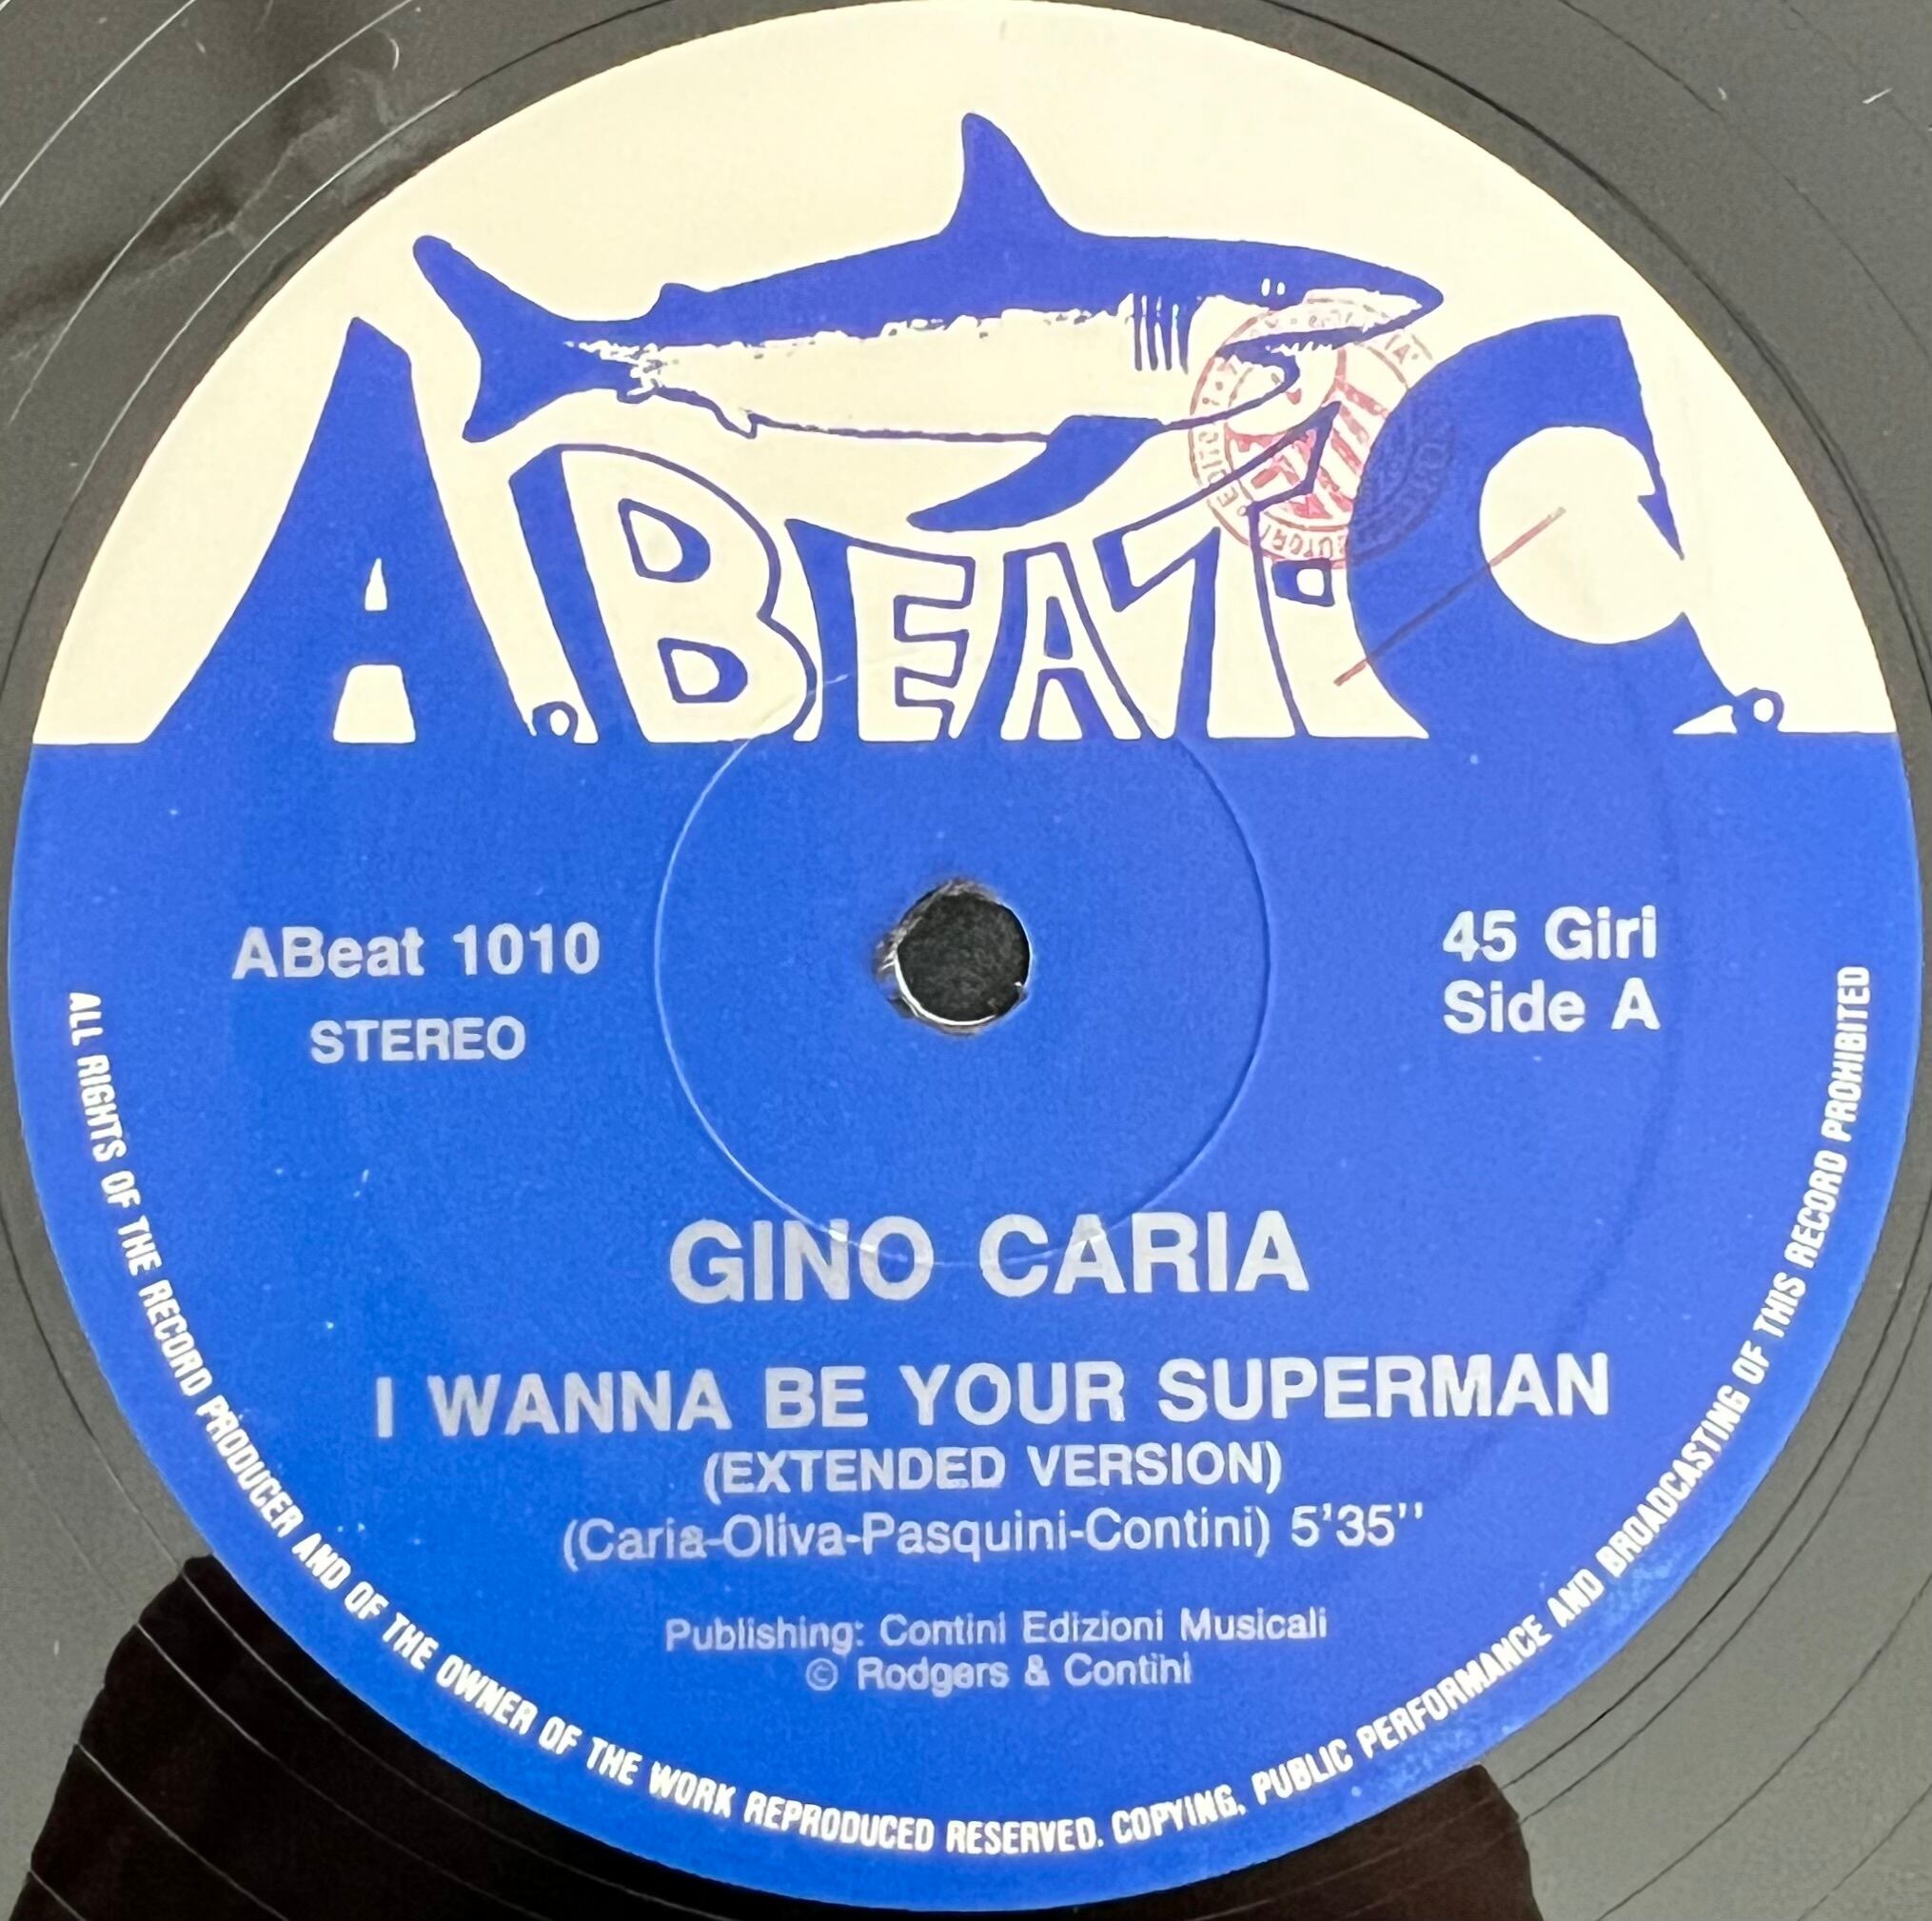 A.BEAT.C.
ABeat 1010
STEREO
45 Giri
Side A
GINO CARIA
I WANNA BE YOUR SUPERMAN
(EXTENDED VERSION)
(Caria-Oliva-Pasquini-Contini) 5'35''
Publishing: Contini Edizioni Musicali
© Rodgers & Contini
ALL RIGHTS OF THE RECORD PRODUCER AND OF THE OWNER OF THE WORK REPRODUCED RESERVED. COPYING, PUBLIC PERFORMANCE AND BROADCASTING OF THIS RECORD PROHIBITED